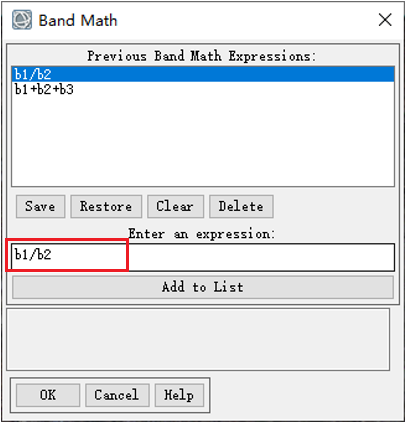 Band Math
Previous Band Math Expressions:
b1/b2
b1+b2+b3
Save Restore Clear Delete
Enter an expression:
b1/b2
Add to List
OK Cancel Help